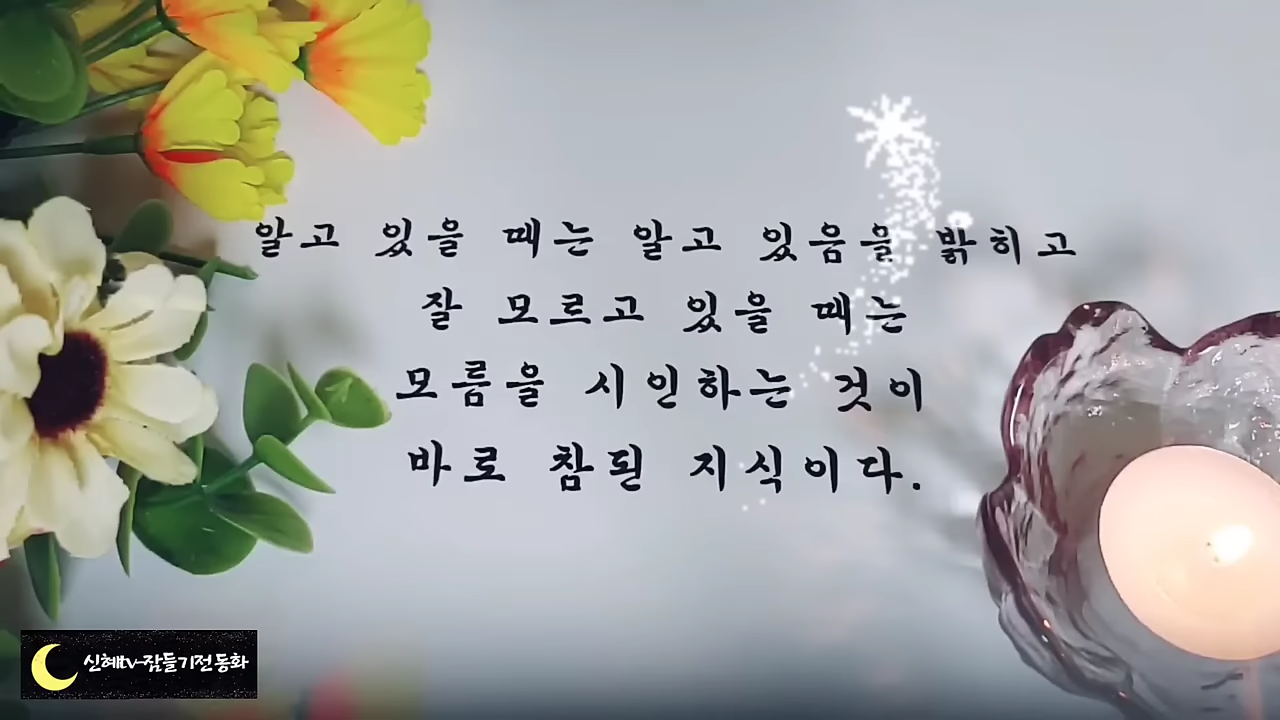 알고 있을 때는 알고 있음을 밝히고
잘 모르고 있을 때는
모름을 시인하는 것이
바로 참된 지식이다.
신혜tv-잠들기전동화